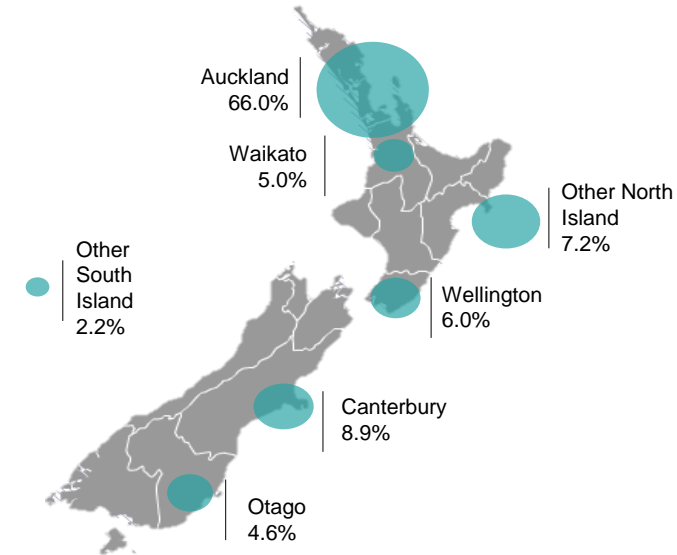 Auckland
66.0%
Waikato
5.0%
Other North
Island
7.2%
Other
South
Island
2.2%
Wellington
6.0%
Canterbury
8.9%
Otago
4.6%